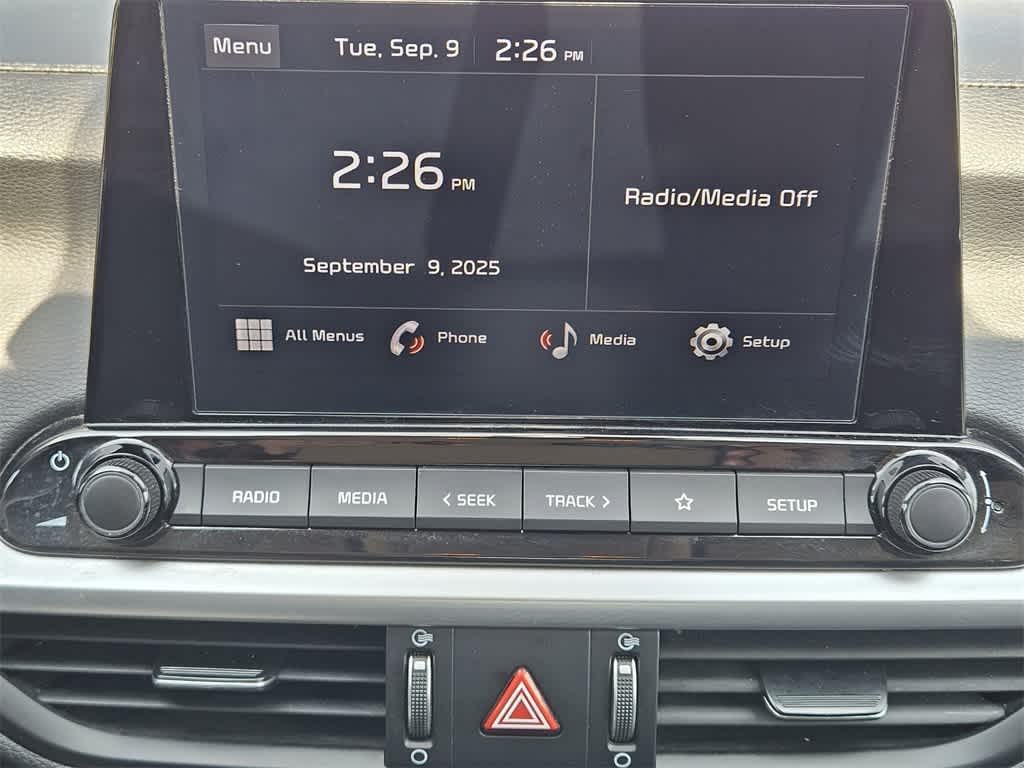 Menu Tue, Sep. 9 2:26 PM
2:26 PM
Radio/Media Off
September 9, 2025
All Menus Phone Media Setup
RADIO MEDIA < SEEK TRACK > SETUP